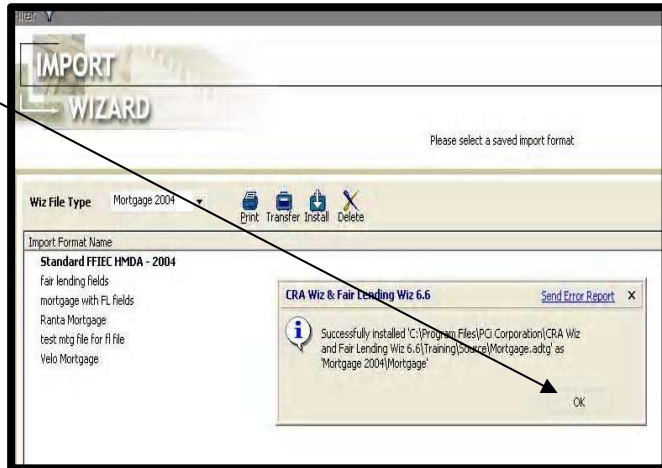 IMPORT
WIZARD
Please select a saved import format
Wiz File Type Mortgage 2004
Print Transfer Install Delete
Import Format Name
Standard FFIEC HMDA - 2004
fair lending fields
mortgage with FL fields
Ranta Mortgage
test mtg file for fl file
Velo Mortgage
CRA Wiz & Fair Lending Wiz 6.6 Send Error Report X
Successfully installed 'C:\Program Files\PCi Corporation\CRA Wiz
and Fair Lending Wiz 6.6\Training\Source\Mortgage.adtg' as
'Mortgage 2004\Mortgage'
OK